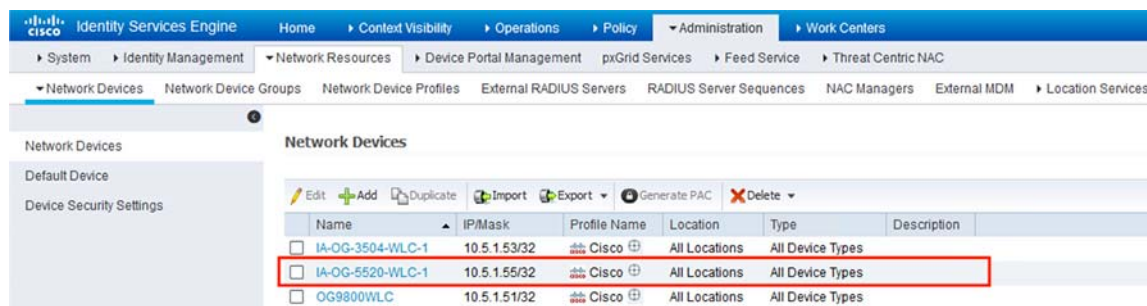 cisco Identity Services Engine Home Context Visibility Operations Policy Administration Work Centers
System Identity Management Network Resources Device Portal Management pxGrid Services Feed Service Threat Centric NAC
Network Devices Network Device Groups Network Device Profiles External RADIUS Servers RADIUS Server Sequences NAC Managers External MDM Location Services
Network Devices
Default Device
Device Security Settings
Network Devices
Edit Add Duplicate Import Export Generate PAC Delete
Name IP/Mask Profile Name Location Type Description
IA-OG-3504-WLC-1 10.5.1.53/32 Cisco All Locations All Device Types
IA-OG-5520-WLC-1 10.5.1.55/32 Cisco All Locations All Device Types
OG9800WLC 10.5.1.51/32 Cisco All Locations All Device Types